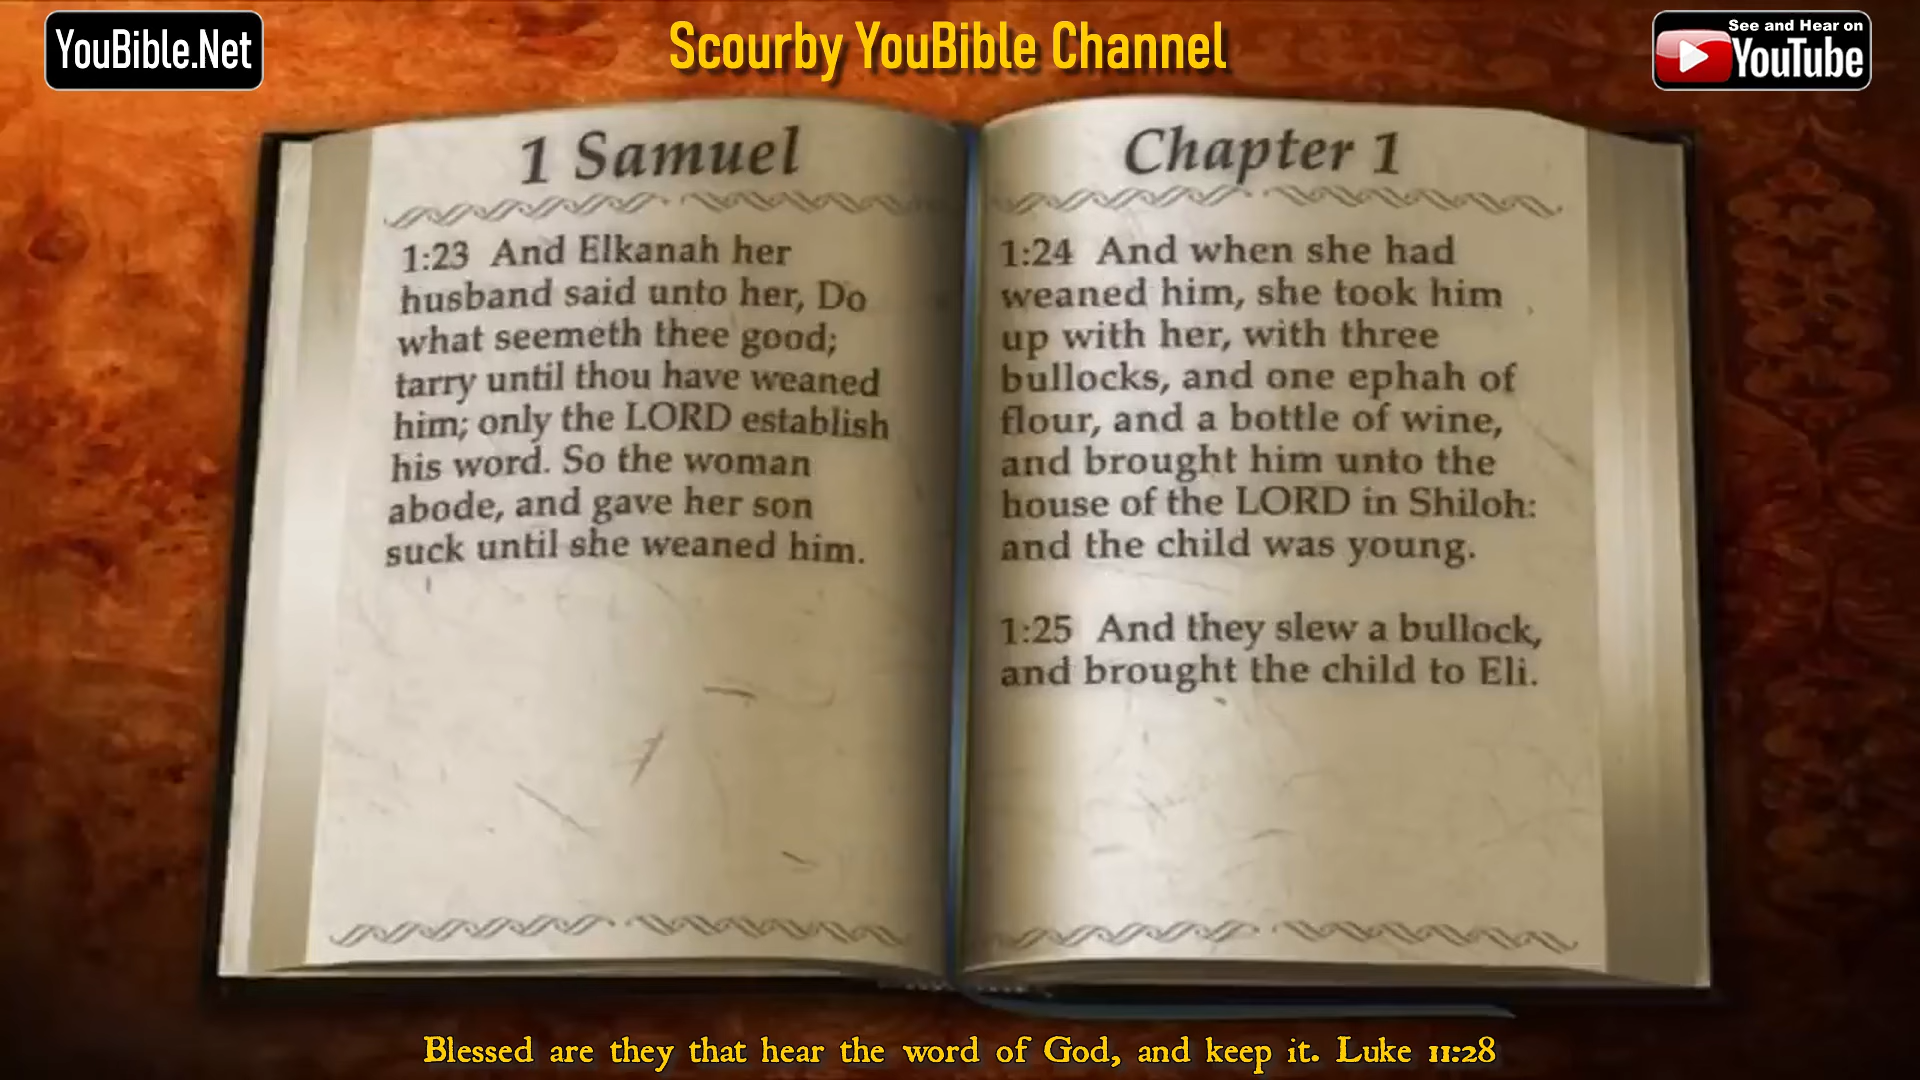 YouBible.Net
Scourby YouBible Channel
See and Hear on
YouTube
1 Samuel
1:23 And Elkanah her
husband said unto her, Do
what seemeth thee good;
tarry until thou have weaned
him; only the LORD establish
his word. So the woman
abode, and gave her son
suck until she weaned him.
Chapter 1
1:24 And when she had
weaned him, she took him
up with her, with three
bullocks, and one ephah of
flour, and a bottle of wine,
and brought him unto the
house of the LORD in Shiloh:
and the child was young.
1:25 And they slew a bullock,
and brought the child to Eli.
Blessed are they that hear the word of God, and keep it. Luke 11:28